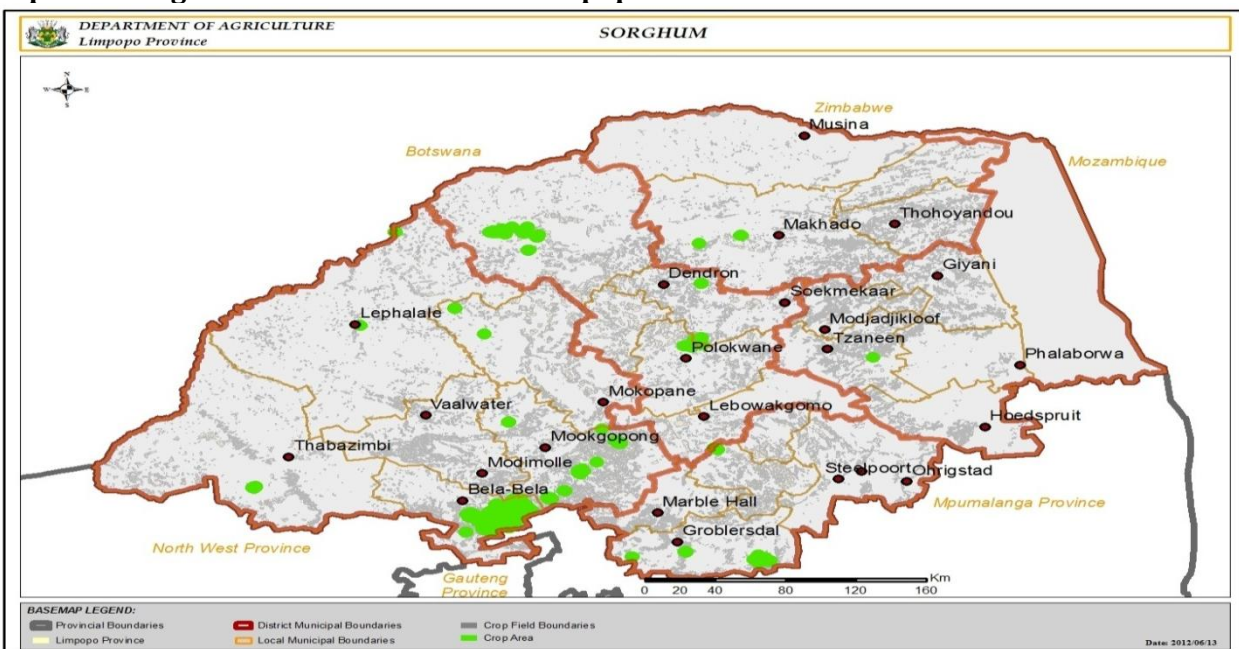 DEPARTMENT OF AGRICULTURE
Limpopo Province
SORGHUM
N
W E
S
Zimbabwe
Musina
Botswana
Mozambique
Thohoyandou
Makhado
Giyani
Dendron
Soekmekaar
Lephalale
Modjadjikloof
Tzaneen
Polokwane
Phalaborwa
Mokopane
Vaalwater
Lebowakgomo
Hoedspruit
Mookgopong
Thabazimbi
Modimolle
Steelpoort
Ohrigstad
Bela-Bela
Marble Hall
Mpumalanga Province
Groblersdal
North West Province
Gauteng
Province
Km
0 20 40 80 120 160
BASEMAP LEGEND:
Provincial Boundaries
District Municipal Boundaries
Crop Field Boundaries
Limpopo Province
Local Municipal Boundaries
Crop Area
Date: 2012/06/13